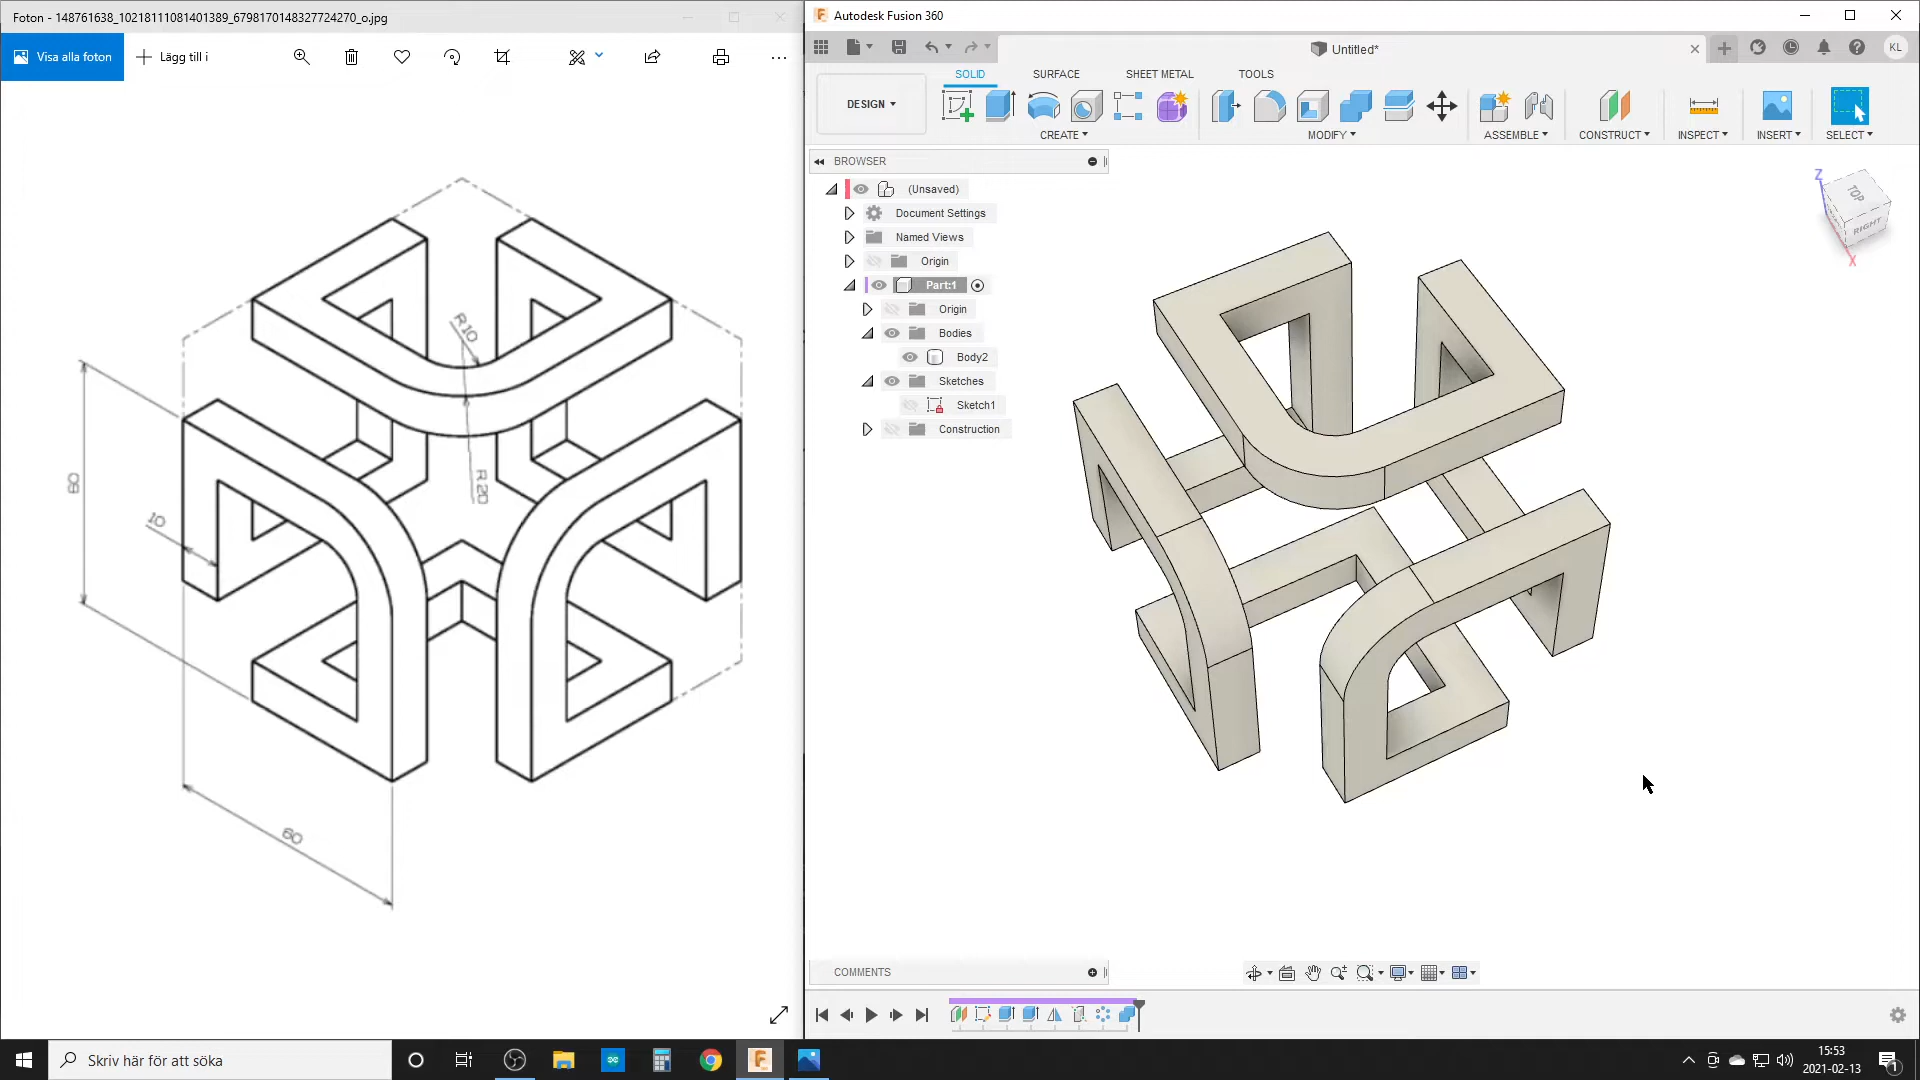 Foton - 148761638_10218111081401389_6798170148327724270_o.jpg
Visa alla foton
Lägg till i
R10
R20
60
10
60
Autodesk Fusion 360
Untitled*
KL
DESIGN
SOLID
SURFACE
SHEET METAL
TOOLS
CREATE
MODIFY
ASSEMBLE
CONSTRUCT
INSPECT
INSERT
SELECT
BROWSER
(Unsaved)
Document Settings
Named Views
Origin
Part:1
Origin
Bodies
Body2
Sketches
Sketch1
Construction
Z
TOP
RIGHT
X
COMMENTS
Skriv här för att söka
15:53
2021-02-13
1